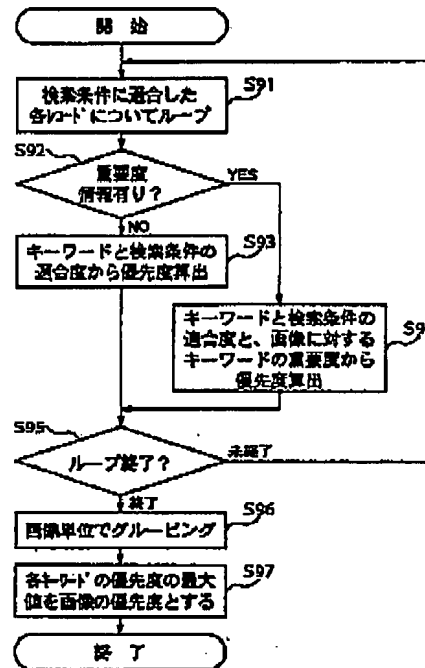 開始
S91
検索条件に適合した
各レコードについてループ
S92
重要度
情報有り?
YES
NO
キーワードと検索条件の
適合度から優先度算出
S93
キーワードと検索条件の
適合度と、画像に対する
キーワードの重要度から
優先度算出
S9
S95
ループ終了?
未終了
終了
画像単位でグルーピング
S96
各キーワードの優先度の最大
値を画像の優先度とする
S97
終了